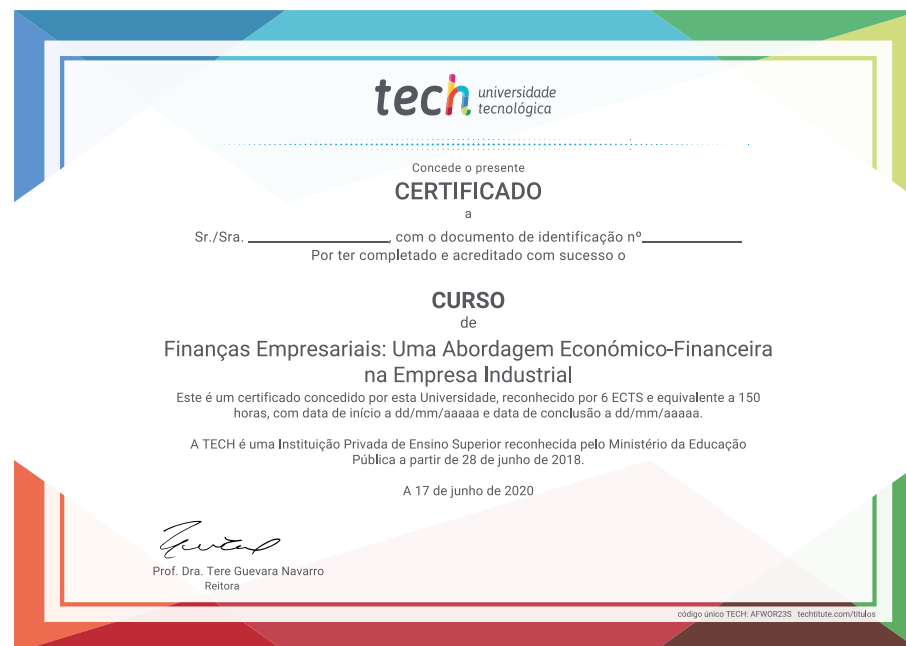 tech universidade
tecnológica
Concede o presente
CERTIFICADO
a
Sr./Sra. ____________________, com o documento de identificação nº______________
Por ter completado e acreditado com sucesso o
CURSO
de
Finanças Empresariais: Uma Abordagem Económico-Financeira
na Empresa Industrial
Este é um certificado concedido por esta Universidade, reconhecido por 6 ECTS e equivalente a 150
horas, com data de início a dd/mm/aaaaa e data de conclusão a dd/mm/aaaaa.
A TECH é uma Instituição Privada de Ensino Superior reconhecida pelo Ministério da Educação
Pública a partir de 28 de junho de 2018.
A 17 de junho de 2020
Prof. Dra. Tere Guevara Navarro
Reitora
código único TECH: AFWOR23S techtitute.com/titulos